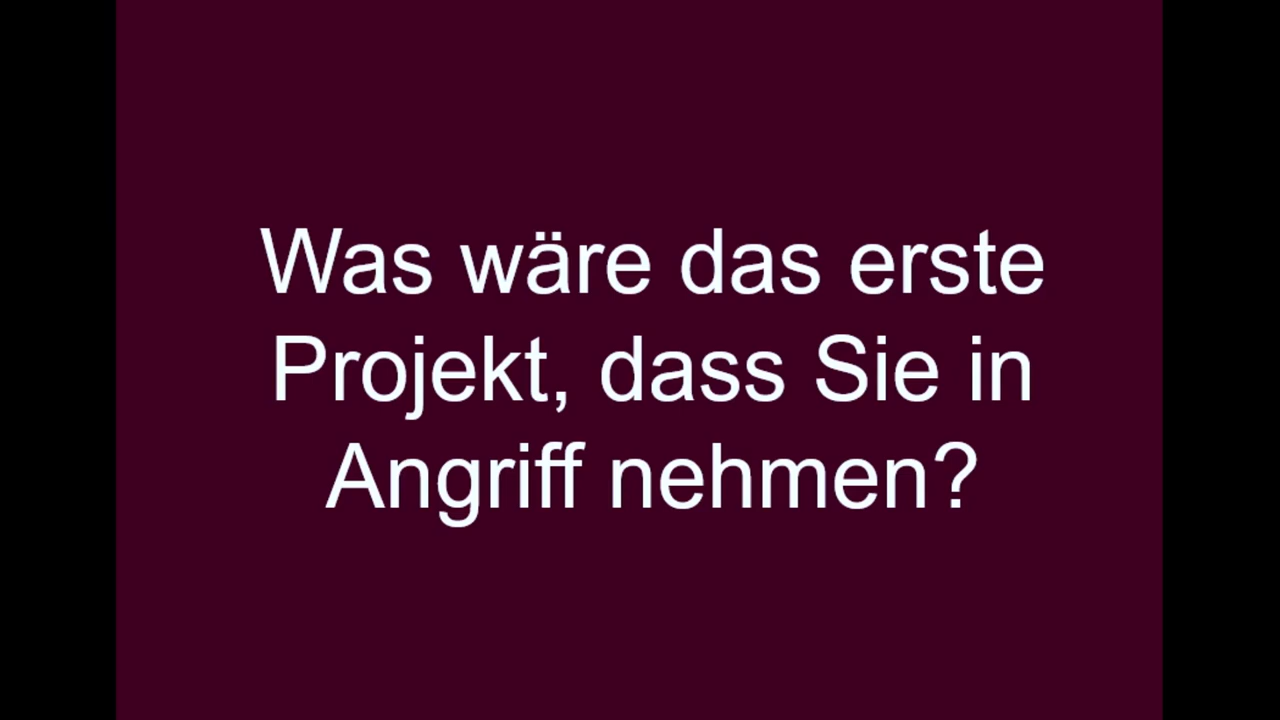 Was wäre das erste
Projekt, dass Sie in
Angriff nehmen?